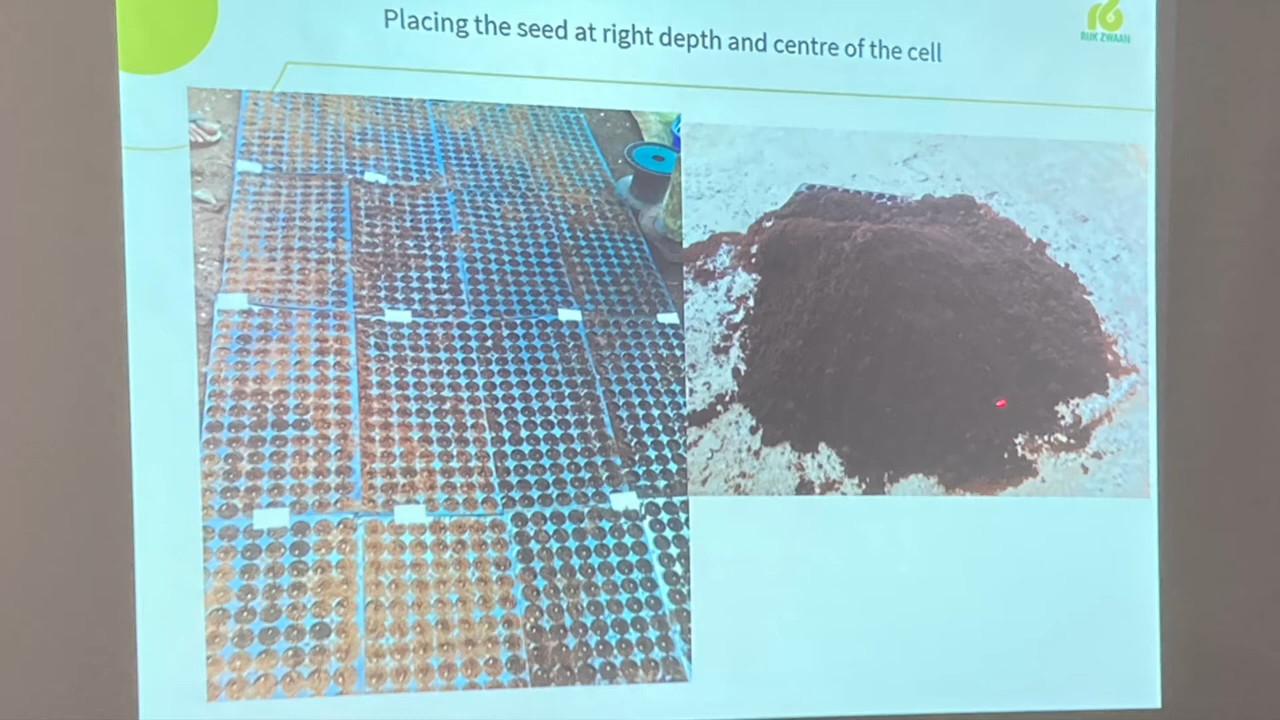 Placing the seed at right depth and centre of the cell
RIJK ZWAAN